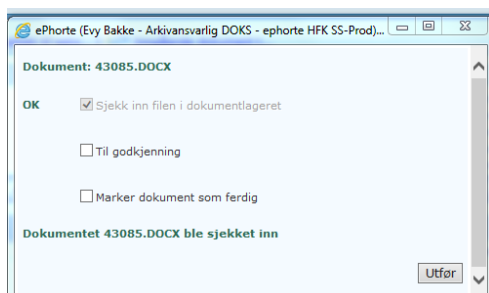 ePhorte (Evy Bakke - Arkivansvarlig DOKS - ephorte HFK SS-Prod)...
Dokument: 43085.DOCX
OK Sjekk inn filen i dokumentlageret
Til godkjenning
Marker dokument som ferdig
Dokumentet 43085.DOCX ble sjekket inn
Utfør